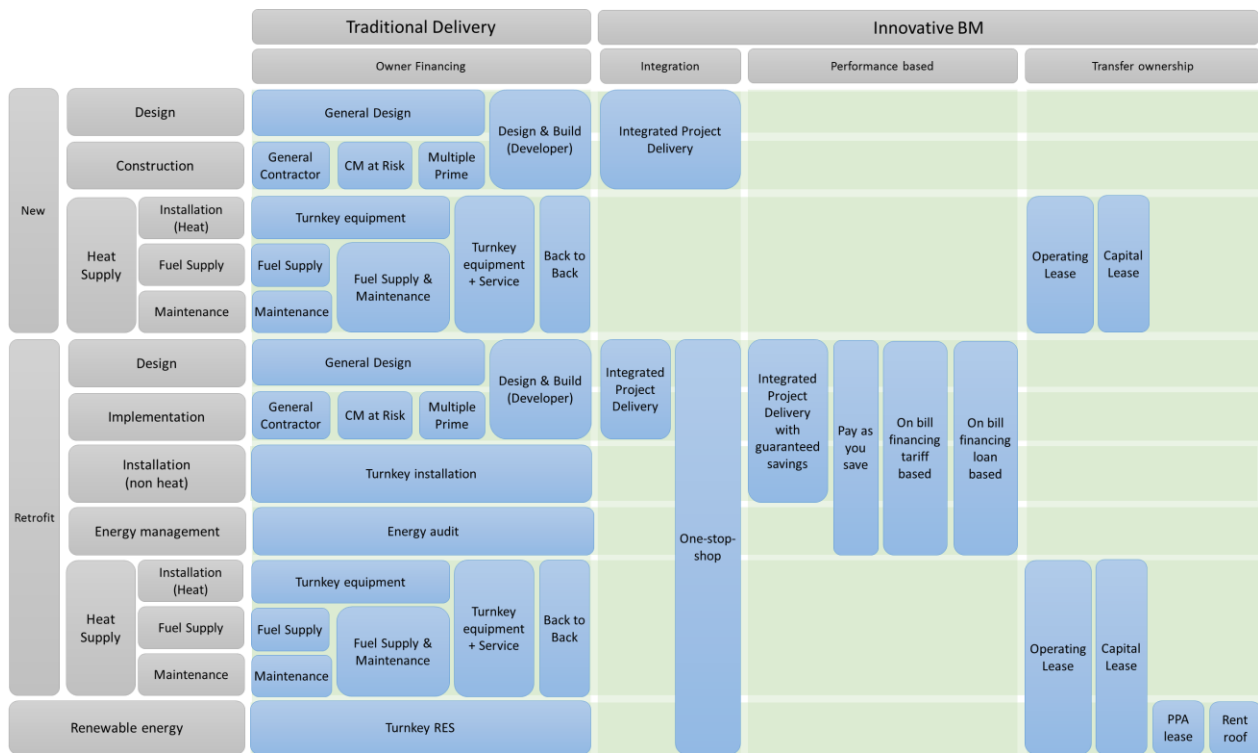 Traditional Delivery
Innovative BM
Owner Financing
Integration
Performance based
Transfer ownership
New
Design
General Design
Design & Build
(Developer)
Integrated Project
Delivery
Construction
General
Contractor
CM at Risk
Multiple
Prime
Heat
Supply
Installation
(Heat)
Turnkey equipment
Turnkey
equipment
+ Service
Back to
Back
Operating
Lease
Capital
Lease
Fuel Supply
Fuel Supply
Fuel Supply &
Maintenance
Maintenance
Maintenance
Retrofit
Design
General Design
Design & Build
(Developer)
Integrated
Project
Delivery
One-stop-
shop
Integrated
Project
Delivery
with
guaranteed
savings
Pay as
you
save
On bill
financing
tariff
based
On bill
financing
loan
based
Implementation
General
Contractor
CM at Risk
Multiple
Prime
Installation
(non heat)
Turnkey installation
Energy management
Energy audit
Heat
Supply
Installation
(Heat)
Turnkey equipment
Turnkey
equipment
+ Service
Back to
Back
Operating
Lease
Capital
Lease
Fuel Supply
Fuel Supply
Fuel Supply &
Maintenance
Maintenance
Maintenance
Renewable energy
Turnkey RES
PPA
lease
Rent
roof